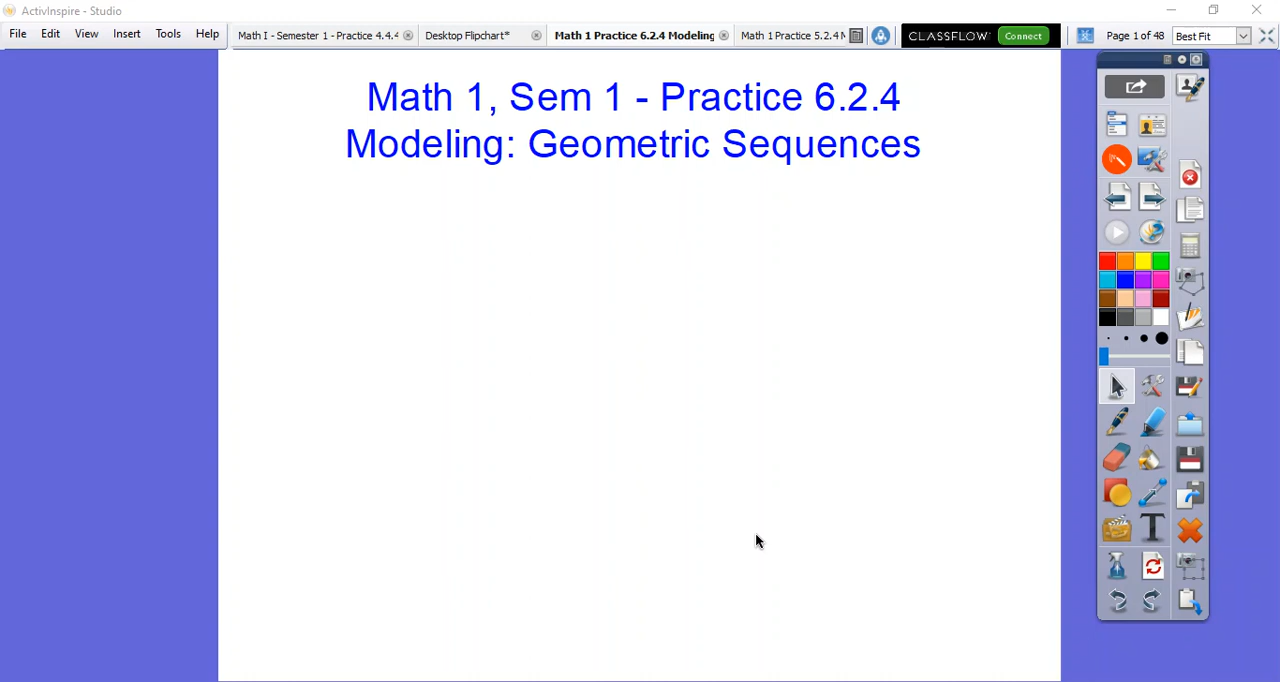 ActivInspire - Studio
File Edit View Insert Tools Help
Math I - Semester 1 - Practice 4.4.4
Desktop Flipchart*
Math 1 Practice 6.2.4 Modeling
Math 1 Practice 5.2.4 M
CLASSFLOW
Connect
Page 1 of 48
Best Fit
Math 1, Sem 1 - Practice 6.2.4
Modeling: Geometric Sequences
T